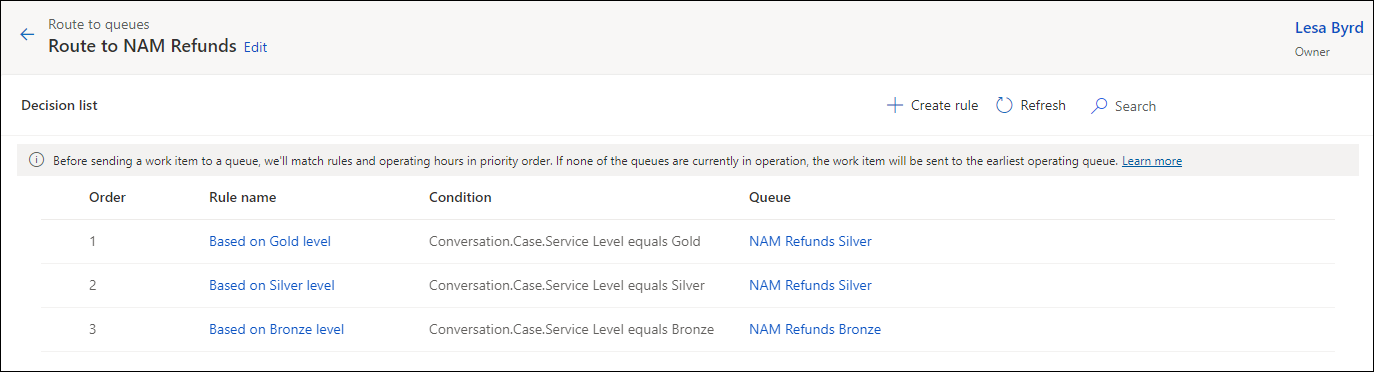 Route to queues
Route to NAM Refunds Edit
Lesa Byrd
Owner
Decision list
Create rule Refresh Search
Before sending a work item to a queue, we'll match rules and operating hours in priority order. If none of the queues are currently in operation, the work item will be sent to the earliest operating queue. Learn more
Order Rule name Condition Queue
1 Based on Gold level Conversation.Case.Service Level equals Gold NAM Refunds Silver
2 Based on Silver level Conversation.Case.Service Level equals Silver NAM Refunds Silver
3 Based on Bronze level Conversation.Case.Service Level equals Bronze NAM Refunds Bronze